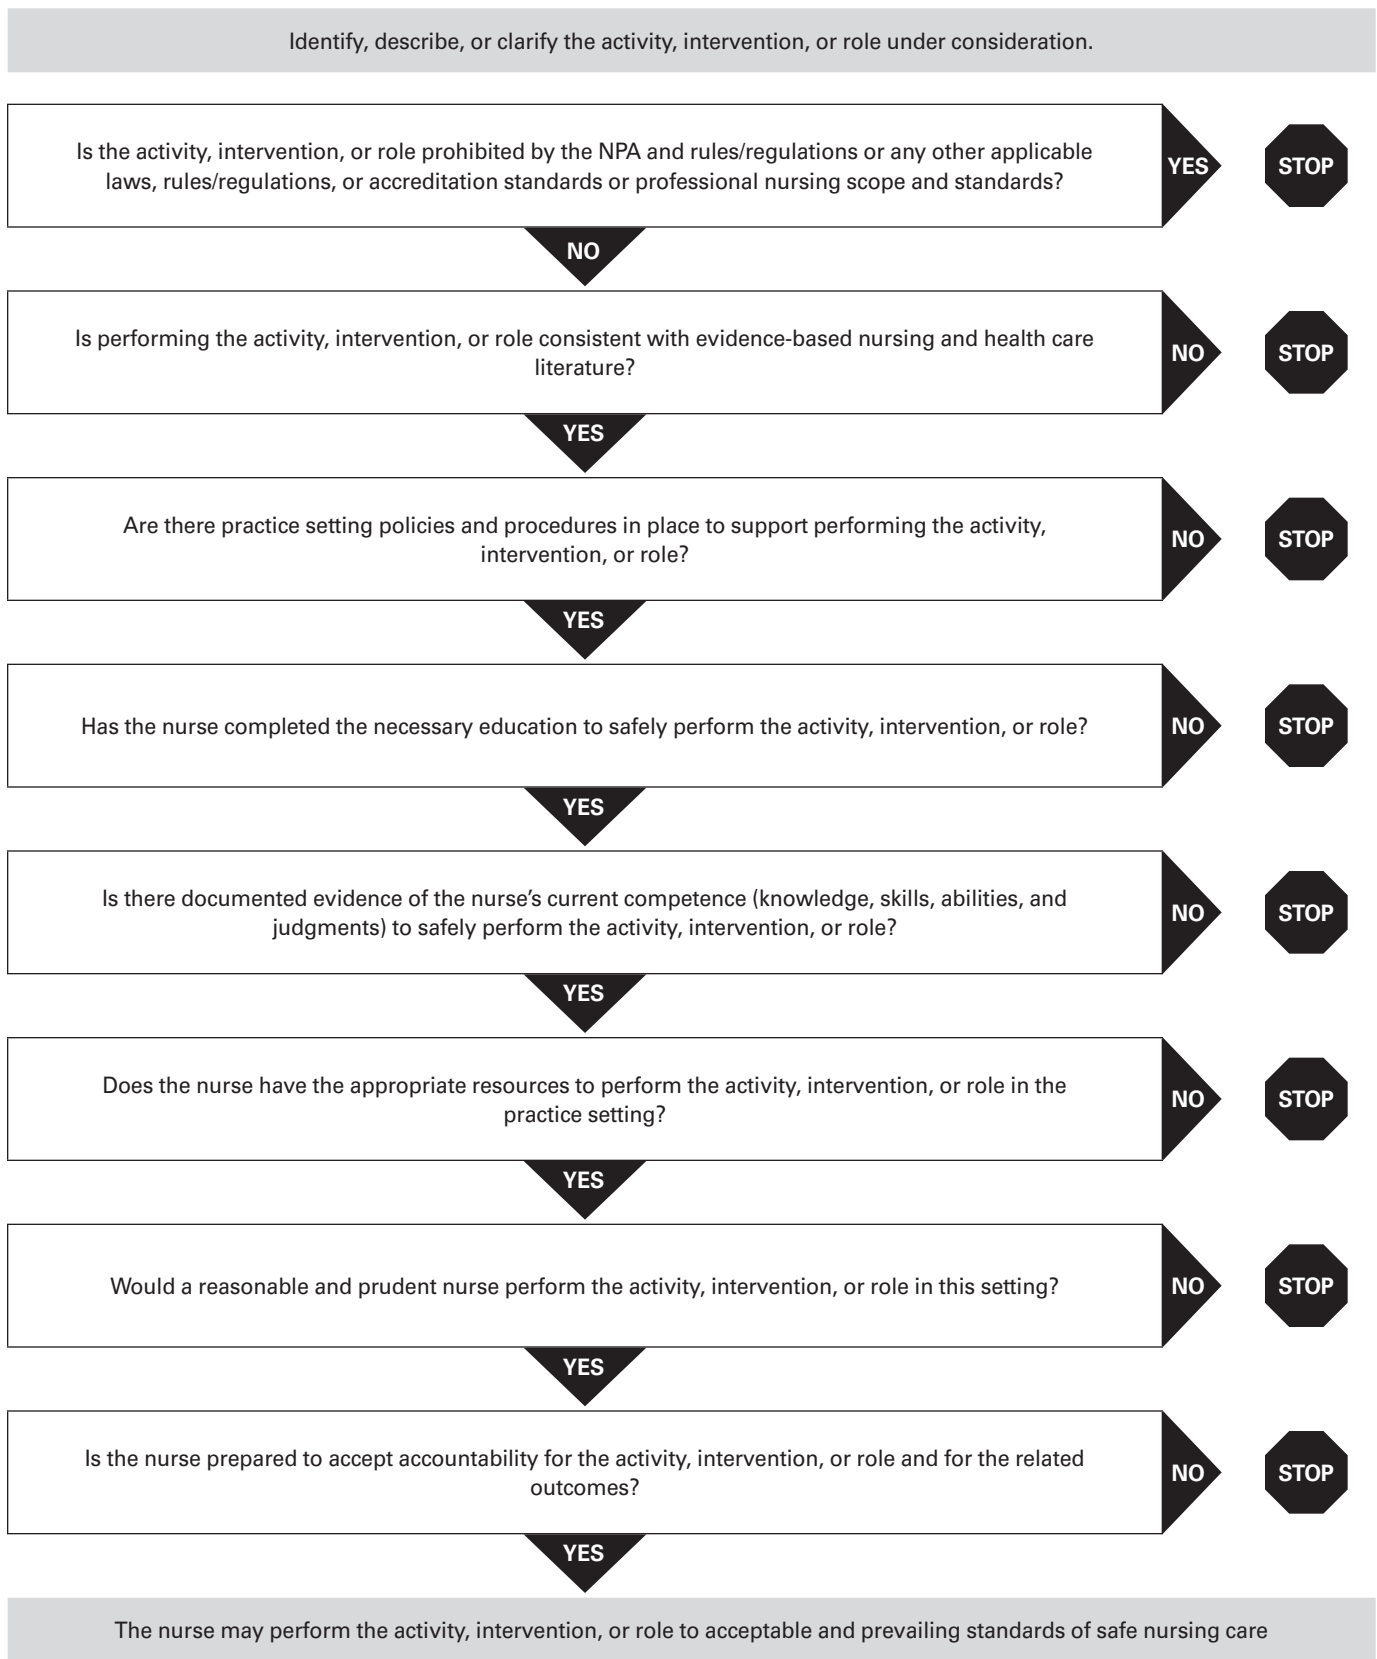 Identify, describe, or clarify the activity, intervention, or role under consideration.
Is the activity, intervention, or role prohibited by the NPA and rules/regulations or any other applicable
laws, rules/regulations, or accreditation standards or professional nursing scope and standards?
YES
STOP
NO
Is performing the activity, intervention, or role consistent with evidence-based nursing and health care
literature?
NO
STOP
YES
Are there practice setting policies and procedures in place to support performing the activity,
intervention, or role?
NO
STOP
YES
Has the nurse completed the necessary education to safely perform the activity, intervention, or role?
NO
STOP
YES
Is there documented evidence of the nurse’s current competence (knowledge, skills, abilities, and
judgments) to safely perform the activity, intervention, or role?
NO
STOP
YES
Does the nurse have the appropriate resources to perform the activity, intervention, or role in the
practice setting?
NO
STOP
YES
Would a reasonable and prudent nurse perform the activity, intervention, or role in this setting?
NO
STOP
YES
Is the nurse prepared to accept accountability for the activity, intervention, or role and for the related
outcomes?
NO
STOP
YES
The nurse may perform the activity, intervention, or role to acceptable and prevailing standards of safe nursing care